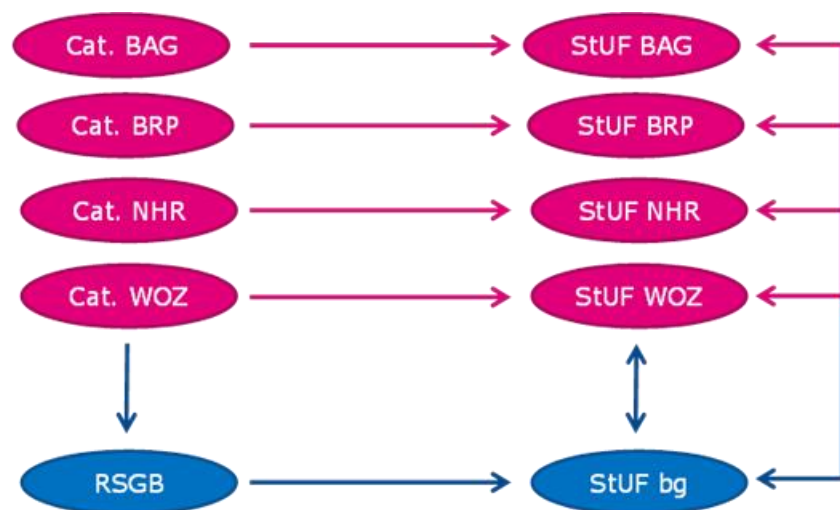 Cat. BAG
StUF BAG
Cat. BRP
StUF BRP
Cat. NHR
StUF NHR
Cat. WOZ
StUF WOZ
RSGB
StUF bg